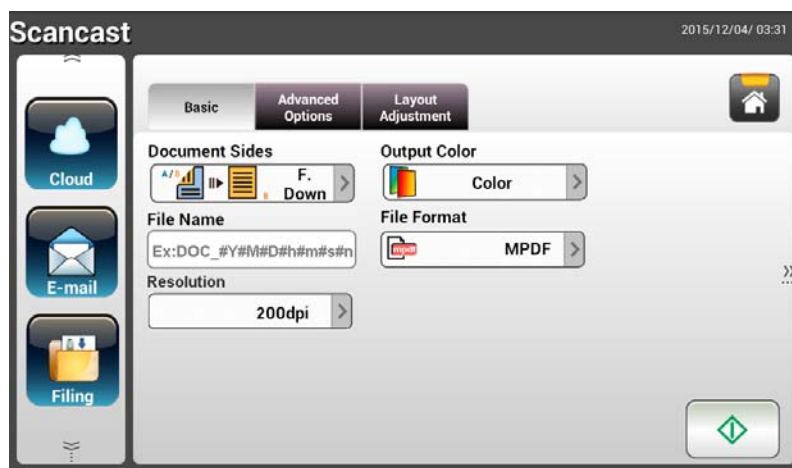 Scancast
2015/12/04/ 03:31
Cloud
E-mail
Filing
Basic
Advanced
Options
Layout
Adjustment
Document Sides
A/B
F.
Down
Output Color
Color
File Name
Ex:DOC_#Y#M#D#h#m#s#n
File Format
mpdf
MPDF
Resolution
200dpi